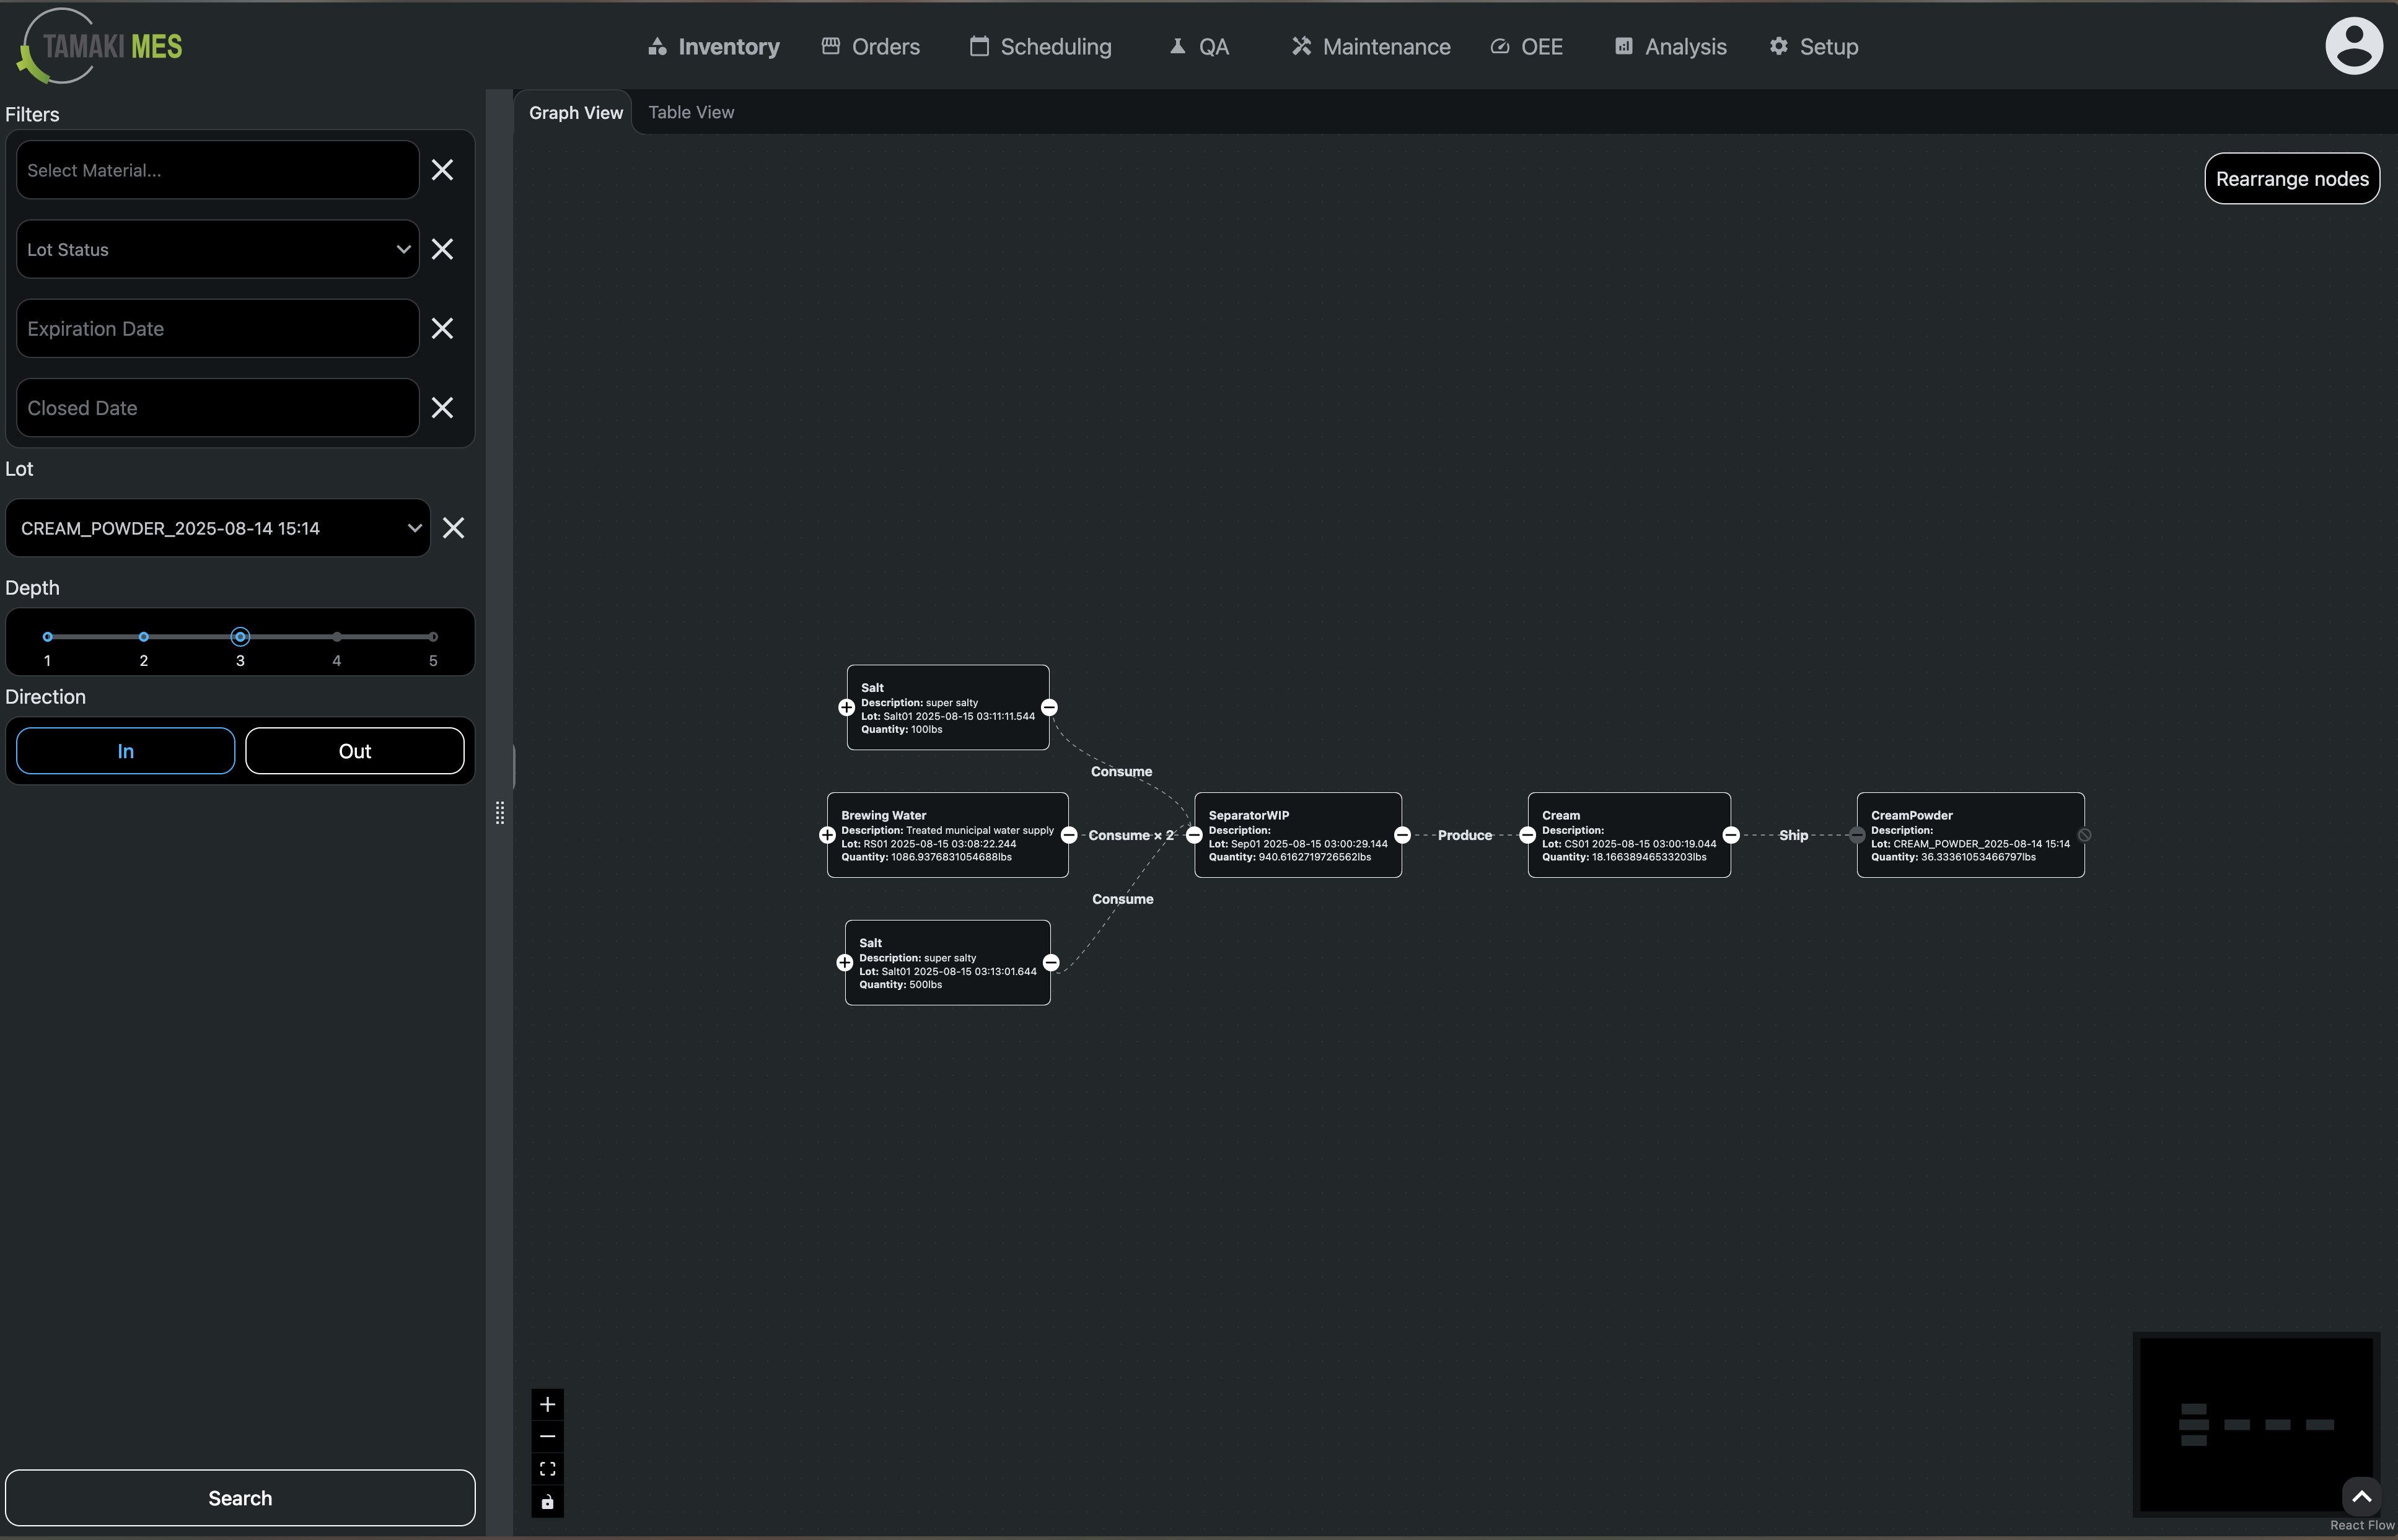 TAMAKI MES
Inventory
Orders
Scheduling
QA
Maintenance
OEE
Analysis
Setup
Filters
Select Material...
Lot Status
Expiration Date
Closed Date
Lot
CREAM_POWDER_2025-08-14 15:14
Depth
1 2 3 4 5
Direction
In
Out
Search
Graph View
Table View
Rearrange nodes
Salt
Description: super salty
Lot: Salt01 2025-08-15 03:11:11.544
Quantity: 100lbs
Consume
Brewing Water
Description: Treated municipal water supply
Lot: RS01 2025-08-15 03:08:22.244
Quantity: 1086.9376831054688lbs
Consume × 2
SeparatorWIP
Description:
Lot: Sep01 2025-08-15 03:00:29.144
Quantity: 940.6162719726562lbs
Produce
Cream
Description:
Lot: CS01 2025-08-15 03:00:19.044
Quantity: 18.16638946533203lbs
Ship
CreamPowder
Description:
Lot: CREAM_POWDER_2025-08-14 15:14
Quantity: 36.33361053466797lbs
Consume
Salt
Description: super salty
Lot: Salt01 2025-08-15 03:13:01.644
Quantity: 500lbs
React Flow